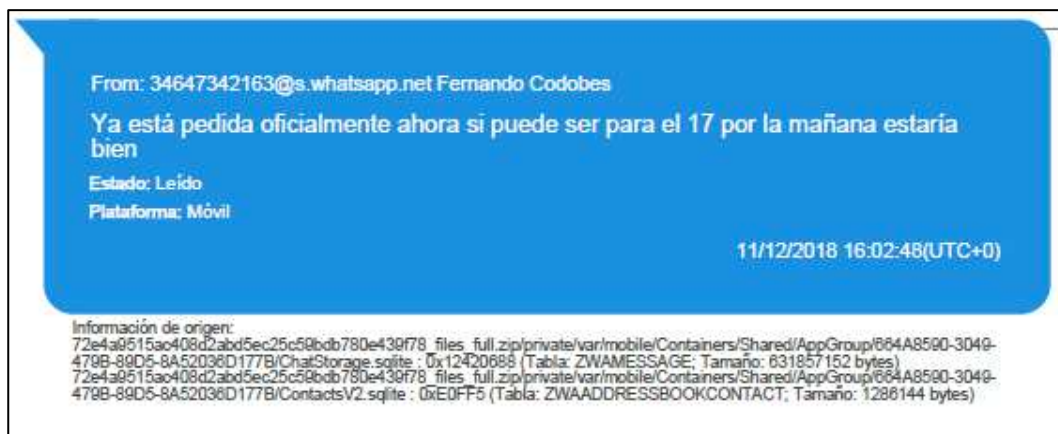 From: 34647342163@s.whatsapp.net Fernando Codobes
Ya está pedida oficialmente ahora si puede ser para el 17 por la mañana estaría
bien
Estado: Leído
Plataforma: Móvil
11/12/2018 16:02:48(UTC+0)
Información de origen:
72e4a9515ac408d2abd5ec25c59bdb780e439f78_files_full.zip/private/var/mobile/Containers/Shared/AppGroup/664A8590-3049-
479B-89D5-8A52036D177B/ChatStorage.sqlite : 0x12420688 (Tabla: ZWAMESSAGE; Tamaño: 631857152 bytes)
72e4a9515ac408d2abd5ec25c59bdb780e439f78_files_full.zip/private/var/mobile/Containers/Shared/AppGroup/664A8590-3049-
479B-89D5-8A52036D177B/ContactsV2.sqlite : 0xE0FF5 (Tabla: ZWAADDRESSBOOKCONTACT; Tamaño: 1286144 bytes)